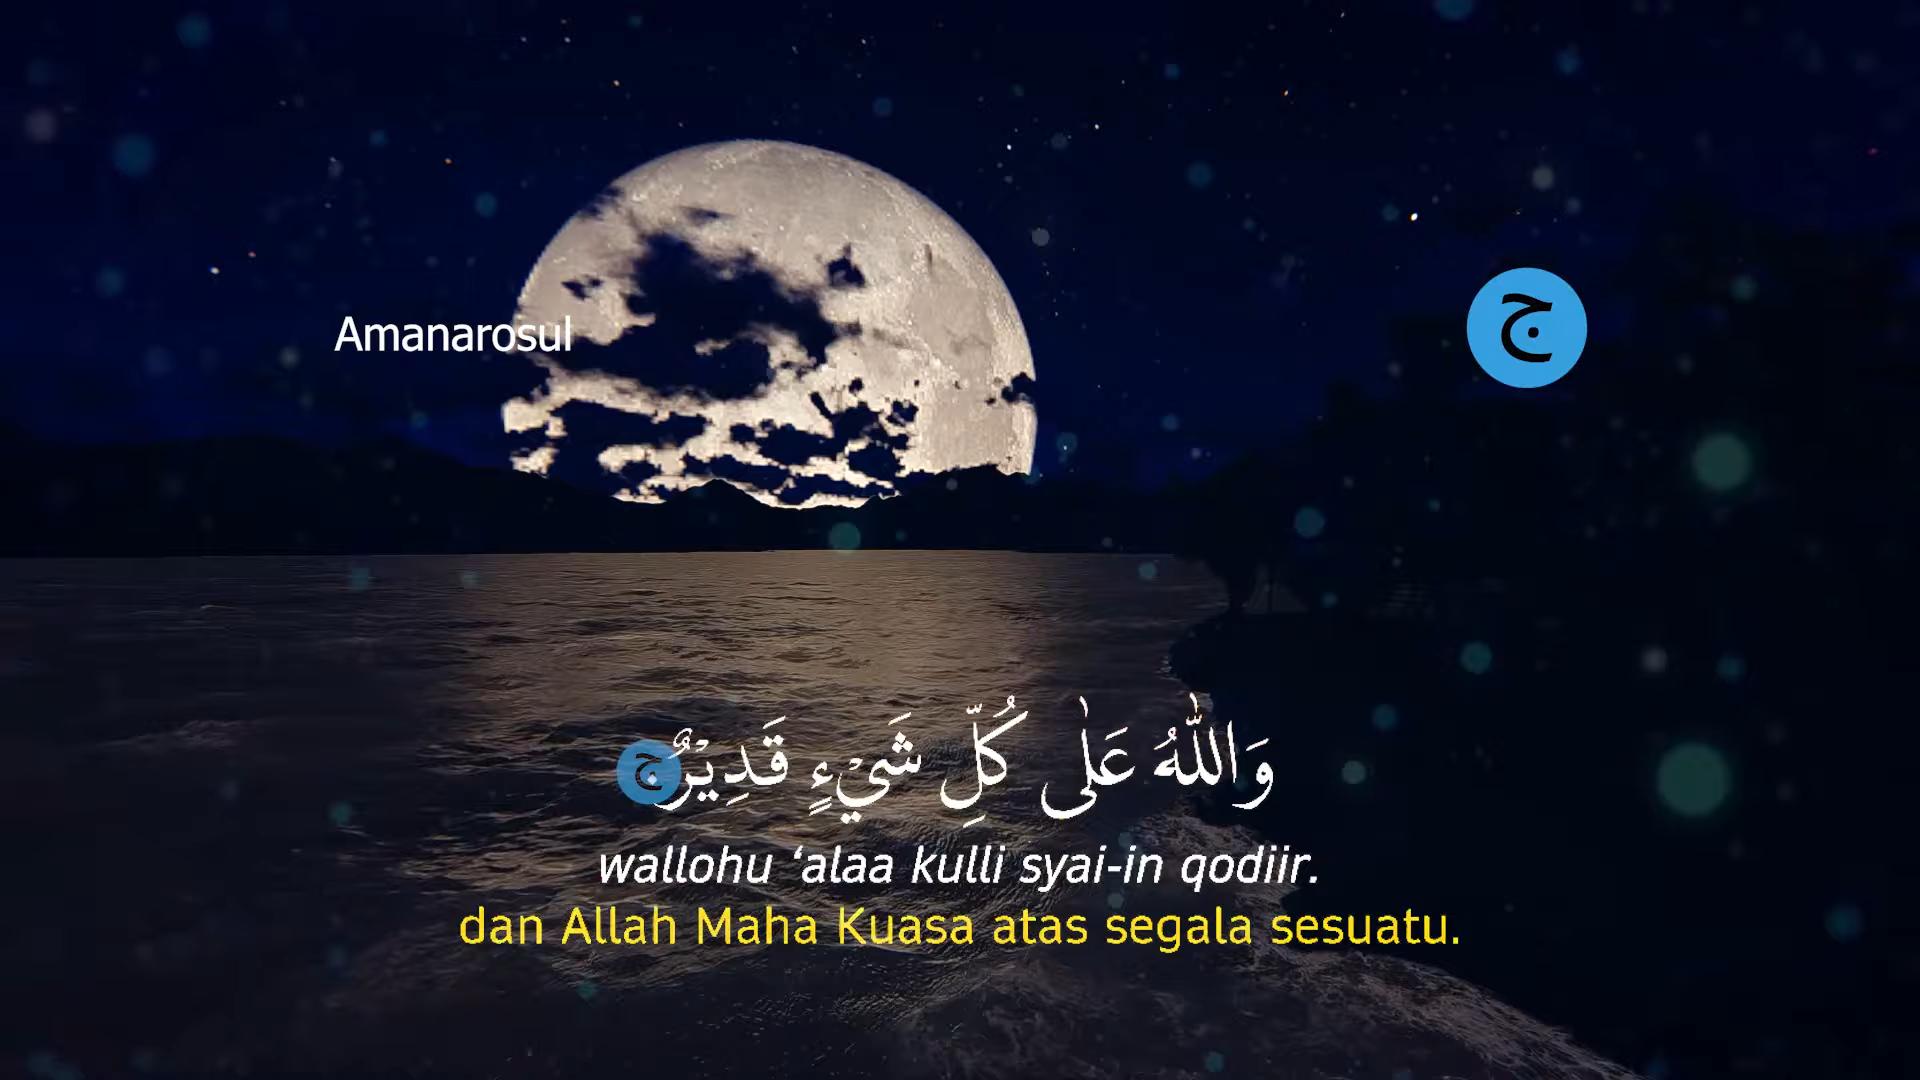 Amanarosul
ج
وَاللّٰهُ عَلٰى كُلِّ شَيْءٍ قَدِيْرٌ ج
wallohu ‘alaa kulli syai-in qodiir.
dan Allah Maha Kuasa atas segala sesuatu.